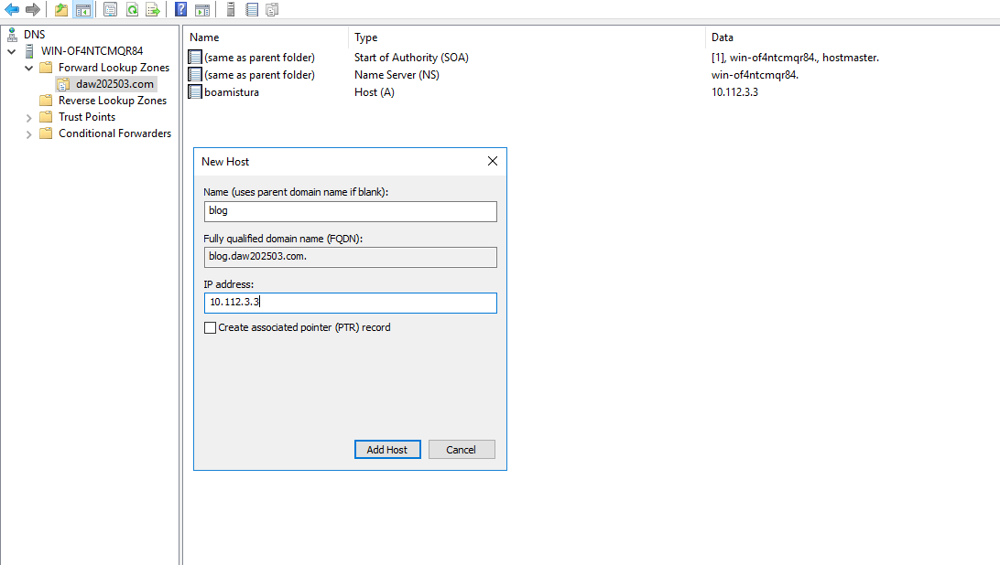 DNS
WIN-OF4NTCMQR84
Forward Lookup Zones
daw202503.com
Reverse Lookup Zones
Trust Points
Conditional Forwarders
Name Type Data
(same as parent folder) Start of Authority (SOA) [1], win-of4ntcmqr84., hostmaster.
(same as parent folder) Name Server (NS) win-of4ntcmqr84.
boamistura Host (A) 10.112.3.3
New Host
Name (uses parent domain name if blank):
blog
Fully qualified domain name (FQDN):
blog.daw202503.com.
IP address:
10.112.3.3
Create associated pointer (PTR) record
Add Host Cancel